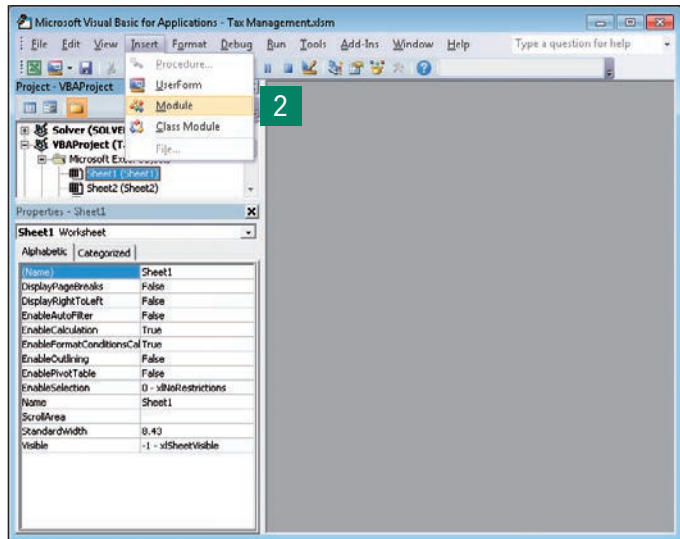 Microsoft Visual Basic for Applications - Tax Management.xlsm
File Edit View Insert Format Debug Run Tools Add-Ins Window Help Type a question for help
Procedure...
Project - VBAProject
UserForm
Module
2
Class Module
File...
Solver (SOLVE
VBAProject (T
Microsoft Ex
Sheet1 (Sheet1)
Sheet2 (Sheet2)
Properties - Sheet1
Sheet1 Worksheet
Alphabetic Categorized
(Name) Sheet1
DisplayPageBreaks False
DisplayRightToLeft False
EnableAutoFilter False
EnableCalculation True
EnableFormatConditionsCal True
EnableOutlining False
EnablePivotTable False
EnableSelection 0 - xlNoRestrictions
Name Sheet1
ScrollArea
StandardWidth 8.43
Visible -1 - xlSheetVisible